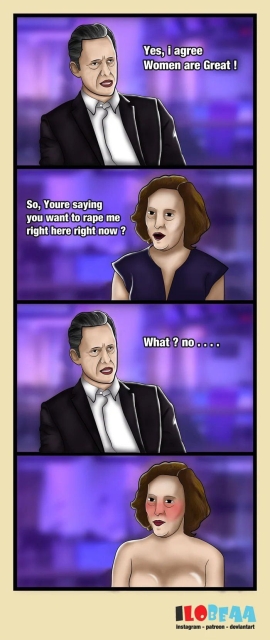 Yes, i agree
Women are Great !
So, Youre saying
you want to rape me
right here right now ?
What ? no . . . .
ILOBEAA
instagram - patreon - deviantart